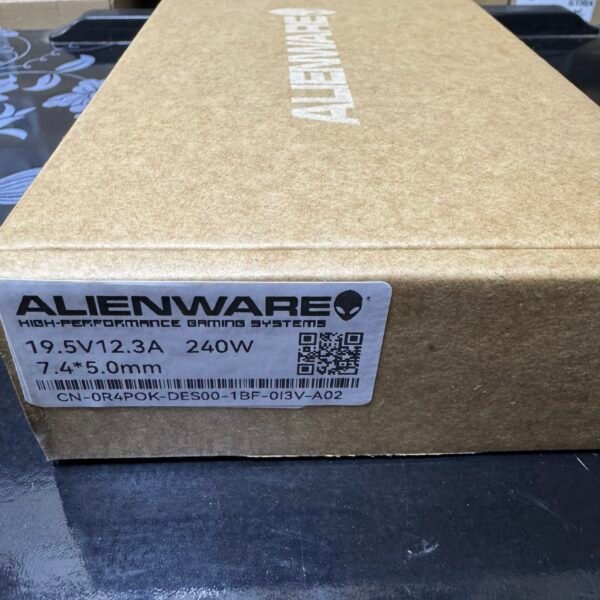 ALIENWARE
ALIENWARE
HIGH-PERFORMANCE GAMING SYSTEMS
19.5V12.3A 240W
7.4*5.0mm
CN-0R4POK-DES00-1BF-0I3V-A02